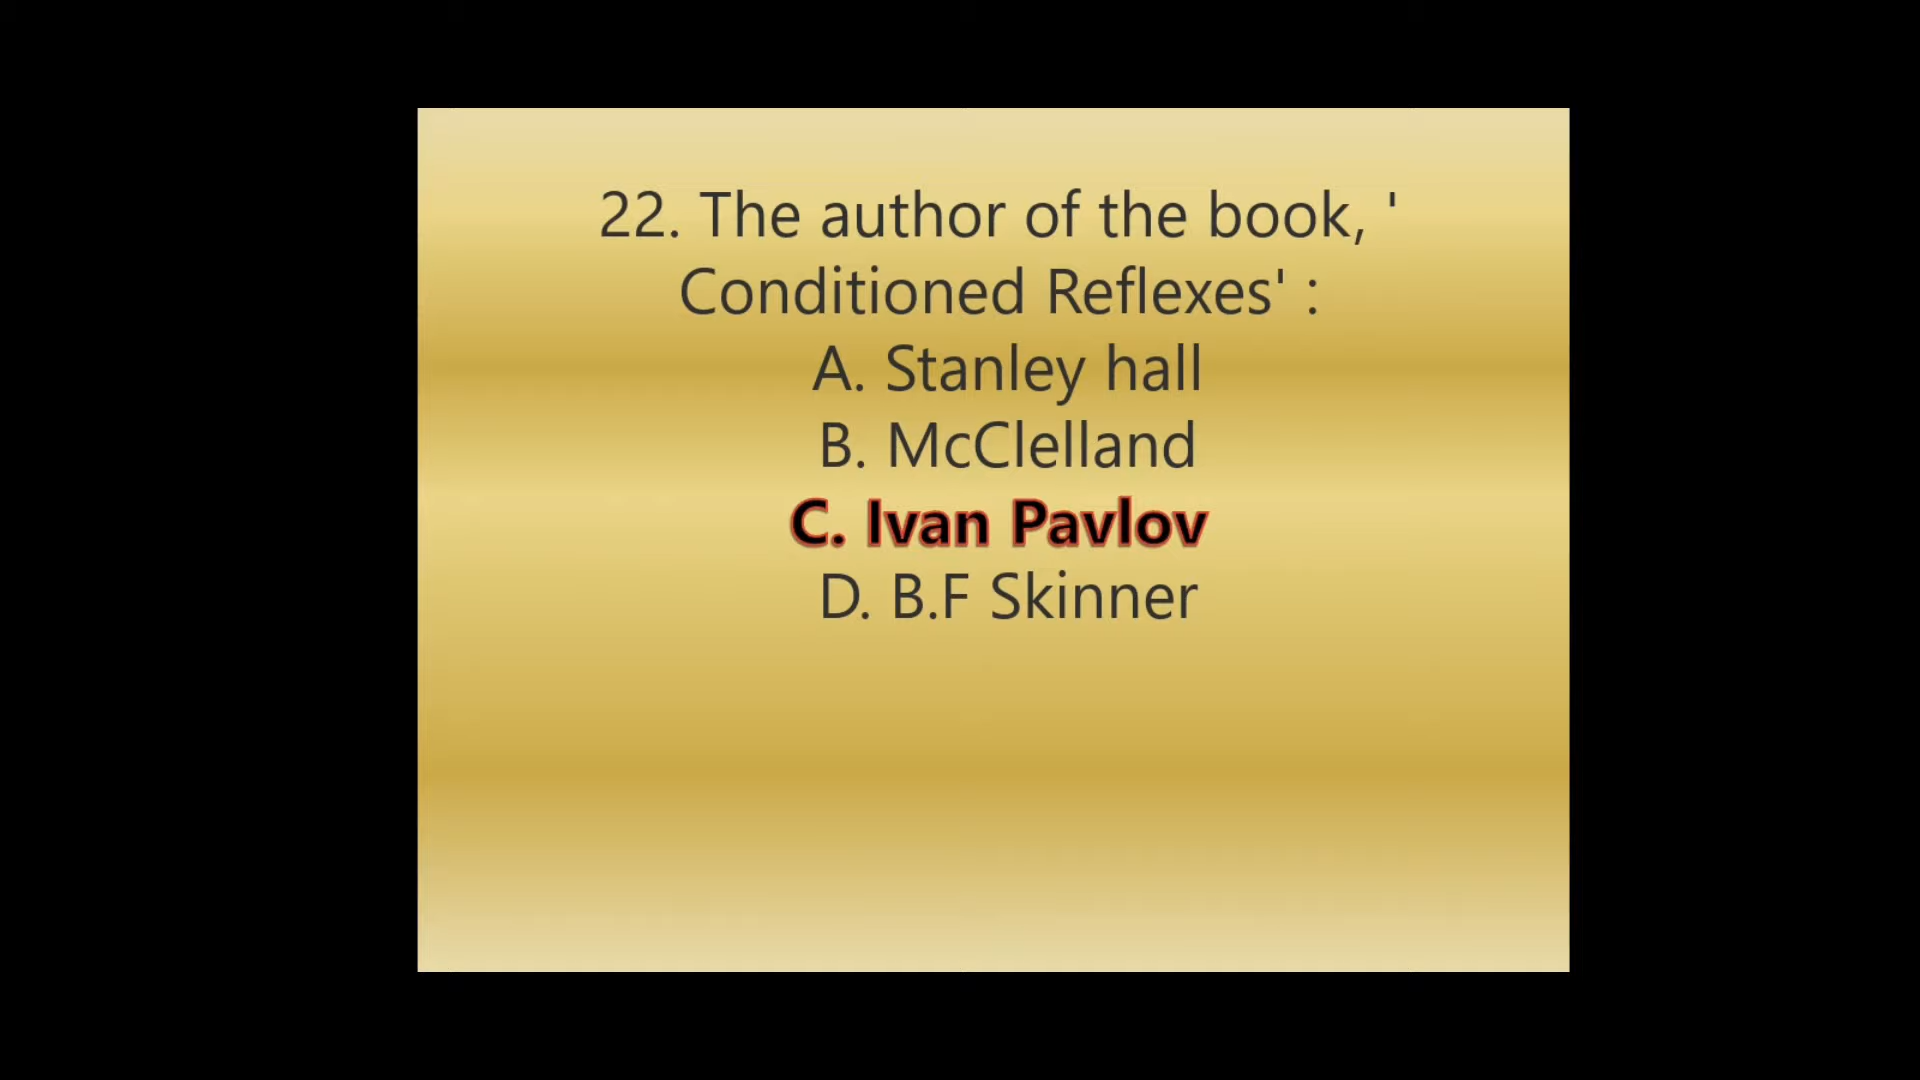 22. The author of the book, '
Conditioned Reflexes' :
A. Stanley hall
B. McClelland
C. Ivan Pavlov
D. B.F Skinner